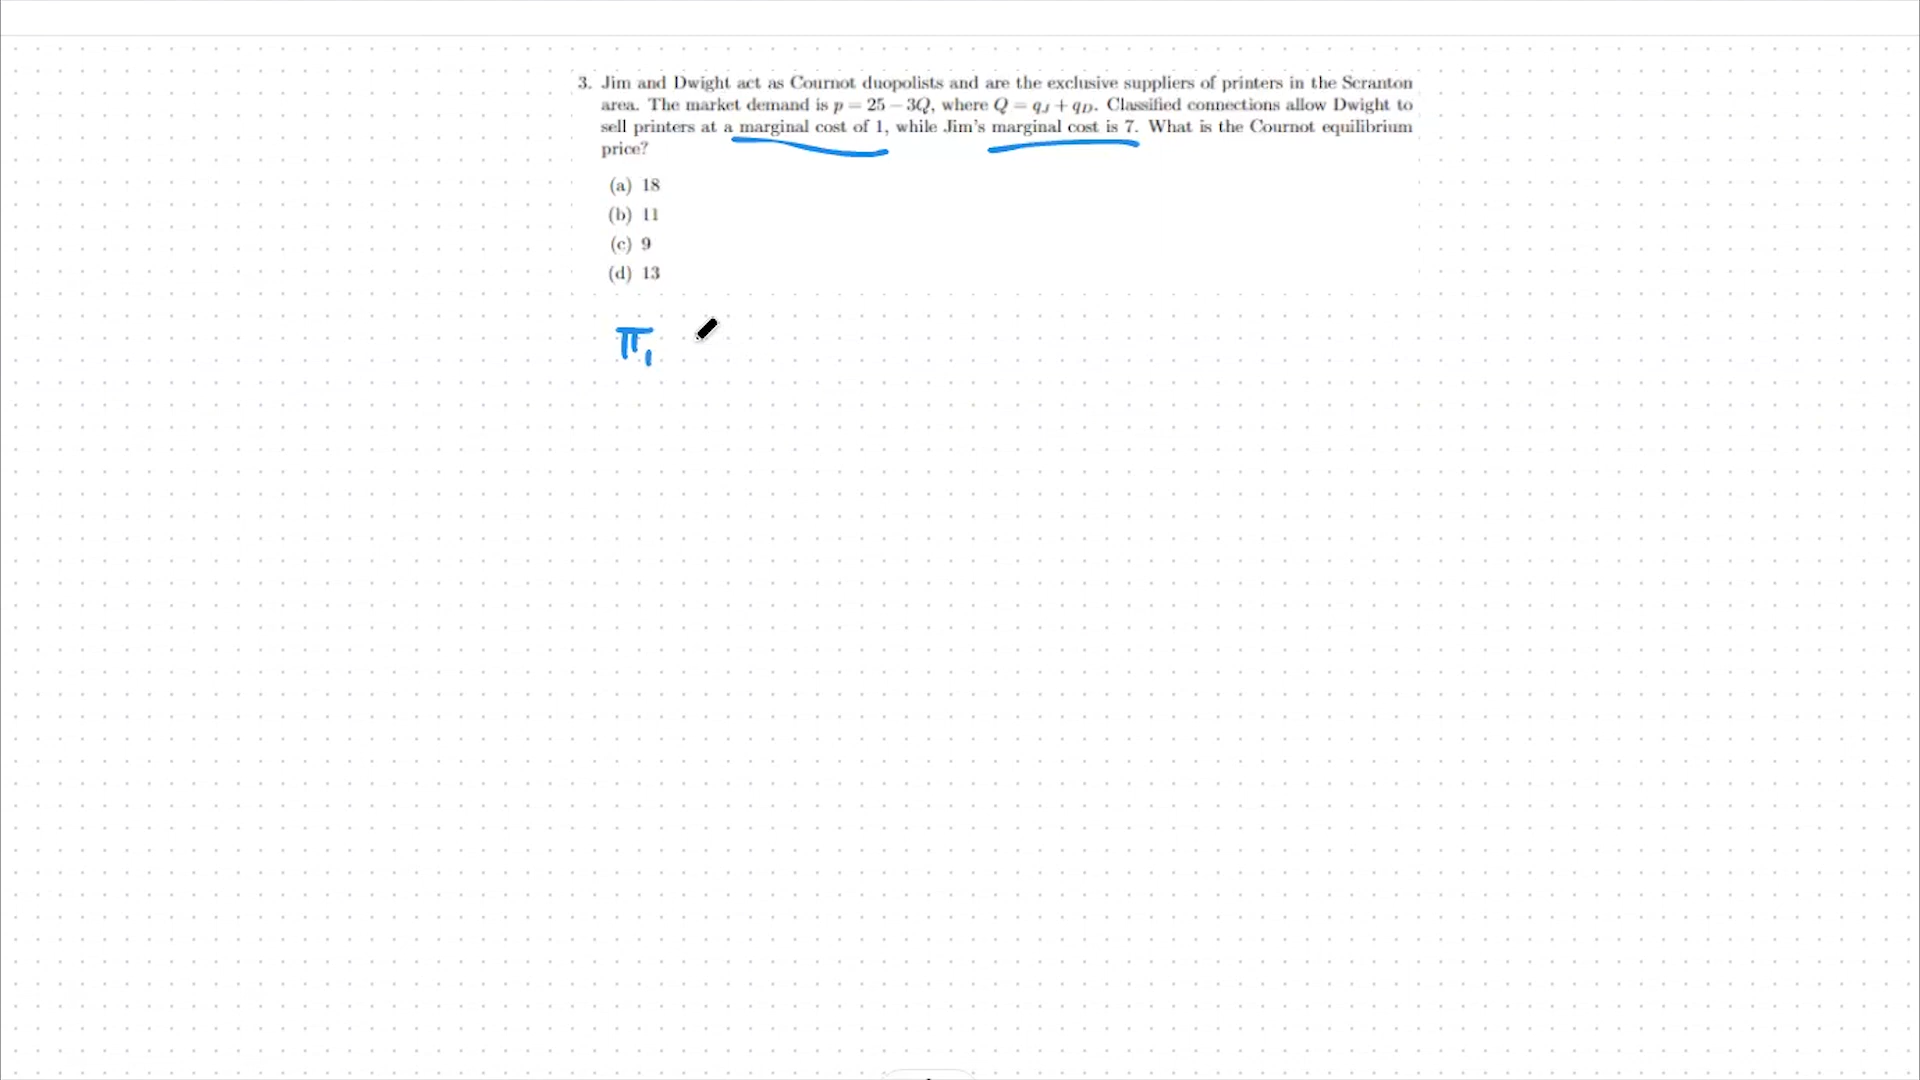 3. Jim and Dwight act as Cournot duopolists and are the exclusive suppliers of printers in the Scranton
area. The market demand is p = 25 − 3Q, where Q = q_J + q_D. Classified connections allow Dwight to
sell printers at a marginal cost of 1, while Jim's marginal cost is 7. What is the Cournot equilibrium
price?
(a) 18
(b) 11
(c) 9
(d) 13
π₁